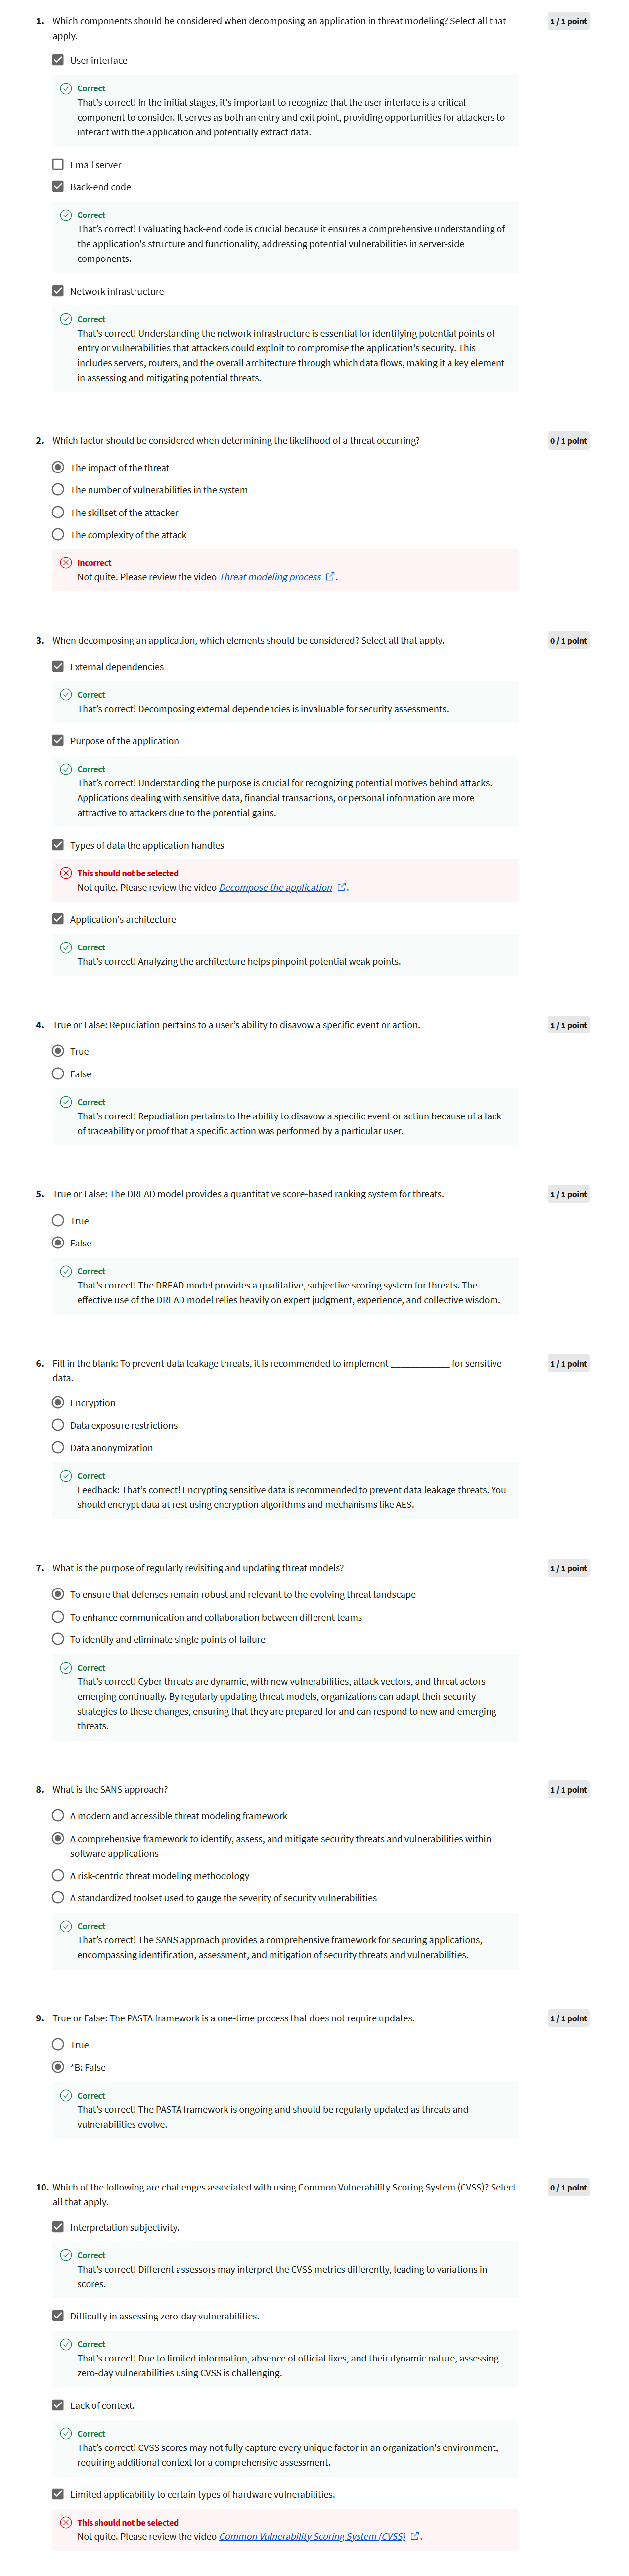 1. Which components should be considered when decomposing an application in threat modeling? Select all that
apply.
1 / 1 point
User interface
Correct
That's correct! In the initial stages, it's important to recognize that the user interface is a critical
component to consider. It serves as both an entry and exit point, providing opportunities for attackers to
interact with the application and potentially extract data.
Email server
Back-end code
Correct
That's correct! Evaluating back-end code is crucial because it ensures a comprehensive understanding of
the application's structure and functionality, addressing potential vulnerabilities in server-side
components.
Network infrastructure
Correct
That's correct! Understanding the network infrastructure is essential for identifying potential points of
entry or vulnerabilities that attackers could exploit to compromise the application's security. This
includes servers, routers, and the overall architecture through which data flows, making it a key element
in assessing and mitigating potential threats.
2. Which factor should be considered when determining the likelihood of a threat occurring?
0 / 1 point
The impact of the threat
The number of vulnerabilities in the system
The skillset of the attacker
The complexity of the attack
Incorrect
Not quite. Please review the video Threat modeling process.
3. When decomposing an application, which elements should be considered? Select all that apply.
0 / 1 point
External dependencies
Correct
That's correct! Decomposing external dependencies is invaluable for security assessments.
Purpose of the application
Correct
That's correct! Understanding the purpose is crucial for recognizing potential motives behind attacks.
Applications dealing with sensitive data, financial transactions, or personal information are more
attractive to attackers due to the potential gains.
Types of data the application handles
This should not be selected
Not quite. Please review the video Decompose the application.
Application's architecture
Correct
That's correct! Analyzing the architecture helps pinpoint potential weak points.
4. True or False: Repudiation pertains to a user's ability to disavow a specific event or action.
1 / 1 point
True
False
Correct
That's correct! Repudiation pertains to the ability to disavow a specific event or action because of a lack
of traceability or proof that a specific action was performed by a particular user.
5. True or False: The DREAD model provides a quantitative score-based ranking system for threats.
1 / 1 point
True
False
Correct
That's correct! The DREAD model provides a qualitative, subjective scoring system for threats. The
effective use of the DREAD model relies heavily on expert judgment, experience, and collective wisdom.
6. Fill in the blank: To prevent data leakage threats, it is recommended to implement ____________ for sensitive
data.
1 / 1 point
Encryption
Data exposure restrictions
Data anonymization
Correct
Feedback: That's correct! Encrypting sensitive data is recommended to prevent data leakage threats. You
should encrypt data at rest using encryption algorithms and mechanisms like AES.
7. What is the purpose of regularly revisiting and updating threat models?
1 / 1 point
To ensure that defenses remain robust and relevant to the evolving threat landscape
To enhance communication and collaboration between different teams
To identify and eliminate single points of failure
Correct
That's correct! Cyber threats are dynamic, with new vulnerabilities, attack vectors, and threat actors
emerging continually. By regularly updating threat models, organizations can adapt their security
strategies to these changes, ensuring that they are prepared for and can respond to new and emerging
threats.
8. What is the SANS approach?
1 / 1 point
A modern and accessible threat modeling framework
A comprehensive framework to identify, assess, and mitigate security threats and vulnerabilities within
software applications
A risk-centric threat modeling methodology
A standardized toolset used to gauge the severity of security vulnerabilities
Correct
That's correct! The SANS approach provides a comprehensive framework for securing applications,
encompassing identification, assessment, and mitigation of security threats and vulnerabilities.
9. True or False: The PASTA framework is a one-time process that does not require updates.
1 / 1 point
True
*B: False
Correct
That's correct! The PASTA framework is ongoing and should be regularly updated as threats and
vulnerabilities evolve.
10. Which of the following are challenges associated with using Common Vulnerability Scoring System (CVSS)? Select
all that apply.
0 / 1 point
Interpretation subjectivity.
Correct
That's correct! Different assessors may interpret the CVSS metrics differently, leading to variations in
scores.
Difficulty in assessing zero-day vulnerabilities.
Correct
That's correct! Due to limited information, absence of official fixes, and their dynamic nature, assessing
zero-day vulnerabilities using CVSS is challenging.
Lack of context.
Correct
That's correct! CVSS scores may not fully capture every unique factor in an organization's environment,
requiring additional context for a comprehensive assessment.
Limited applicability to certain types of hardware vulnerabilities.
This should not be selected
Not quite. Please review the video Common Vulnerability Scoring System (CVSS).